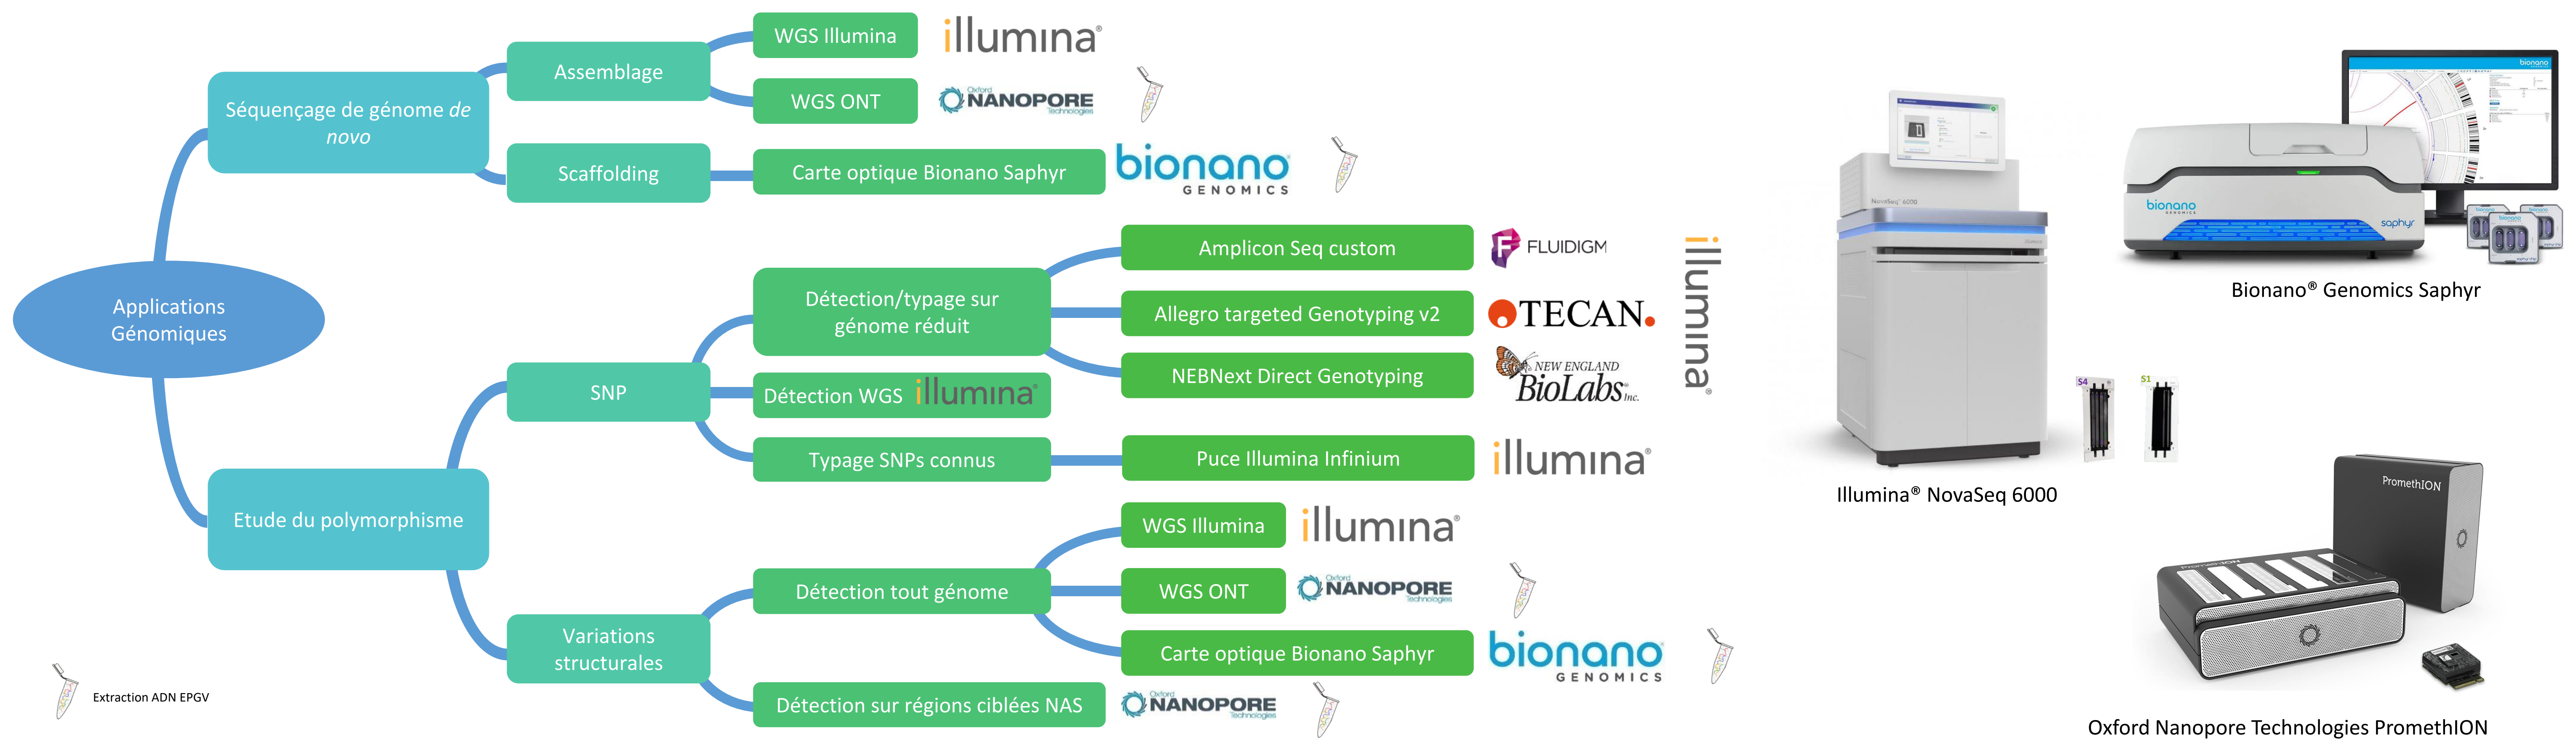 Applications
Génomiques
Séquençage de génome de
novo
Assemblage
WGS Illumina
illumina®
WGS ONT
Oxford
NANOPORE
Technologies
Scaffolding
Carte optique Bionano Saphyr
bionano
GENOMICS
Etude du polymorphisme
SNP
Détection/typage sur
génome réduit
Amplicon Seq custom
F FLUIDIGM
Allegro targeted Genotyping v2
TECAN.
NEBNext Direct Genotyping
NEW ENGLAND
BioLabs Inc.
illumina®
Détection WGS illumina®
Typage SNPs connus
Puce Illumina Infinium
illumina®
Variations
structurales
Détection tout génome
WGS Illumina
illumina®
WGS ONT
Oxford
NANOPORE
Technologies
Carte optique Bionano Saphyr
bionano
GENOMICS
Détection sur régions ciblées NAS
Oxford
NANOPORE
Technologies
Extraction ADN EPGV
NovaSeq 6000
S4
S1
Illumina® NovaSeq 6000
bionano
bionano
GENOMICS
saphyr
Bionano® Genomics Saphyr
PromethION
PromethION
Oxford Nanopore Technologies PromethION